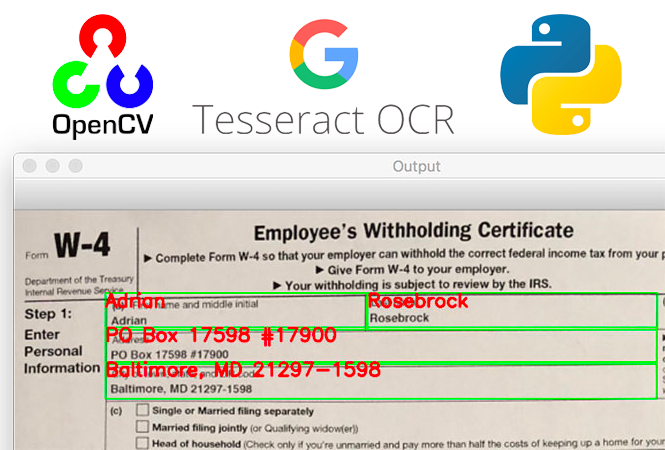 OpenCV
Tesseract OCR
Output
Form W-4
Employee's Withholding Certificate
▶ Complete Form W-4 so that your employer can withhold the correct federal income tax from your p
▶ Give Form W-4 to your employer.
▶ Your withholding is subject to review by the IRS.
Department of the Treasury
Internal Revenue Service
Step 1:
Enter
Personal
Information
Adrian
name and middle initial
Adrian
Rosebrock
Rosebrock
PO Box 17598 #17900
PO Box 17598 #17900
Baltimore, MD 21297-1598
Baltimore, MD 21297-1598
(c) Single or Married filing separately
Married filing jointly (or Qualifying widow(er))
Head of household (Check only if you're unmarried and pay more than half the costs of keeping up a home for your